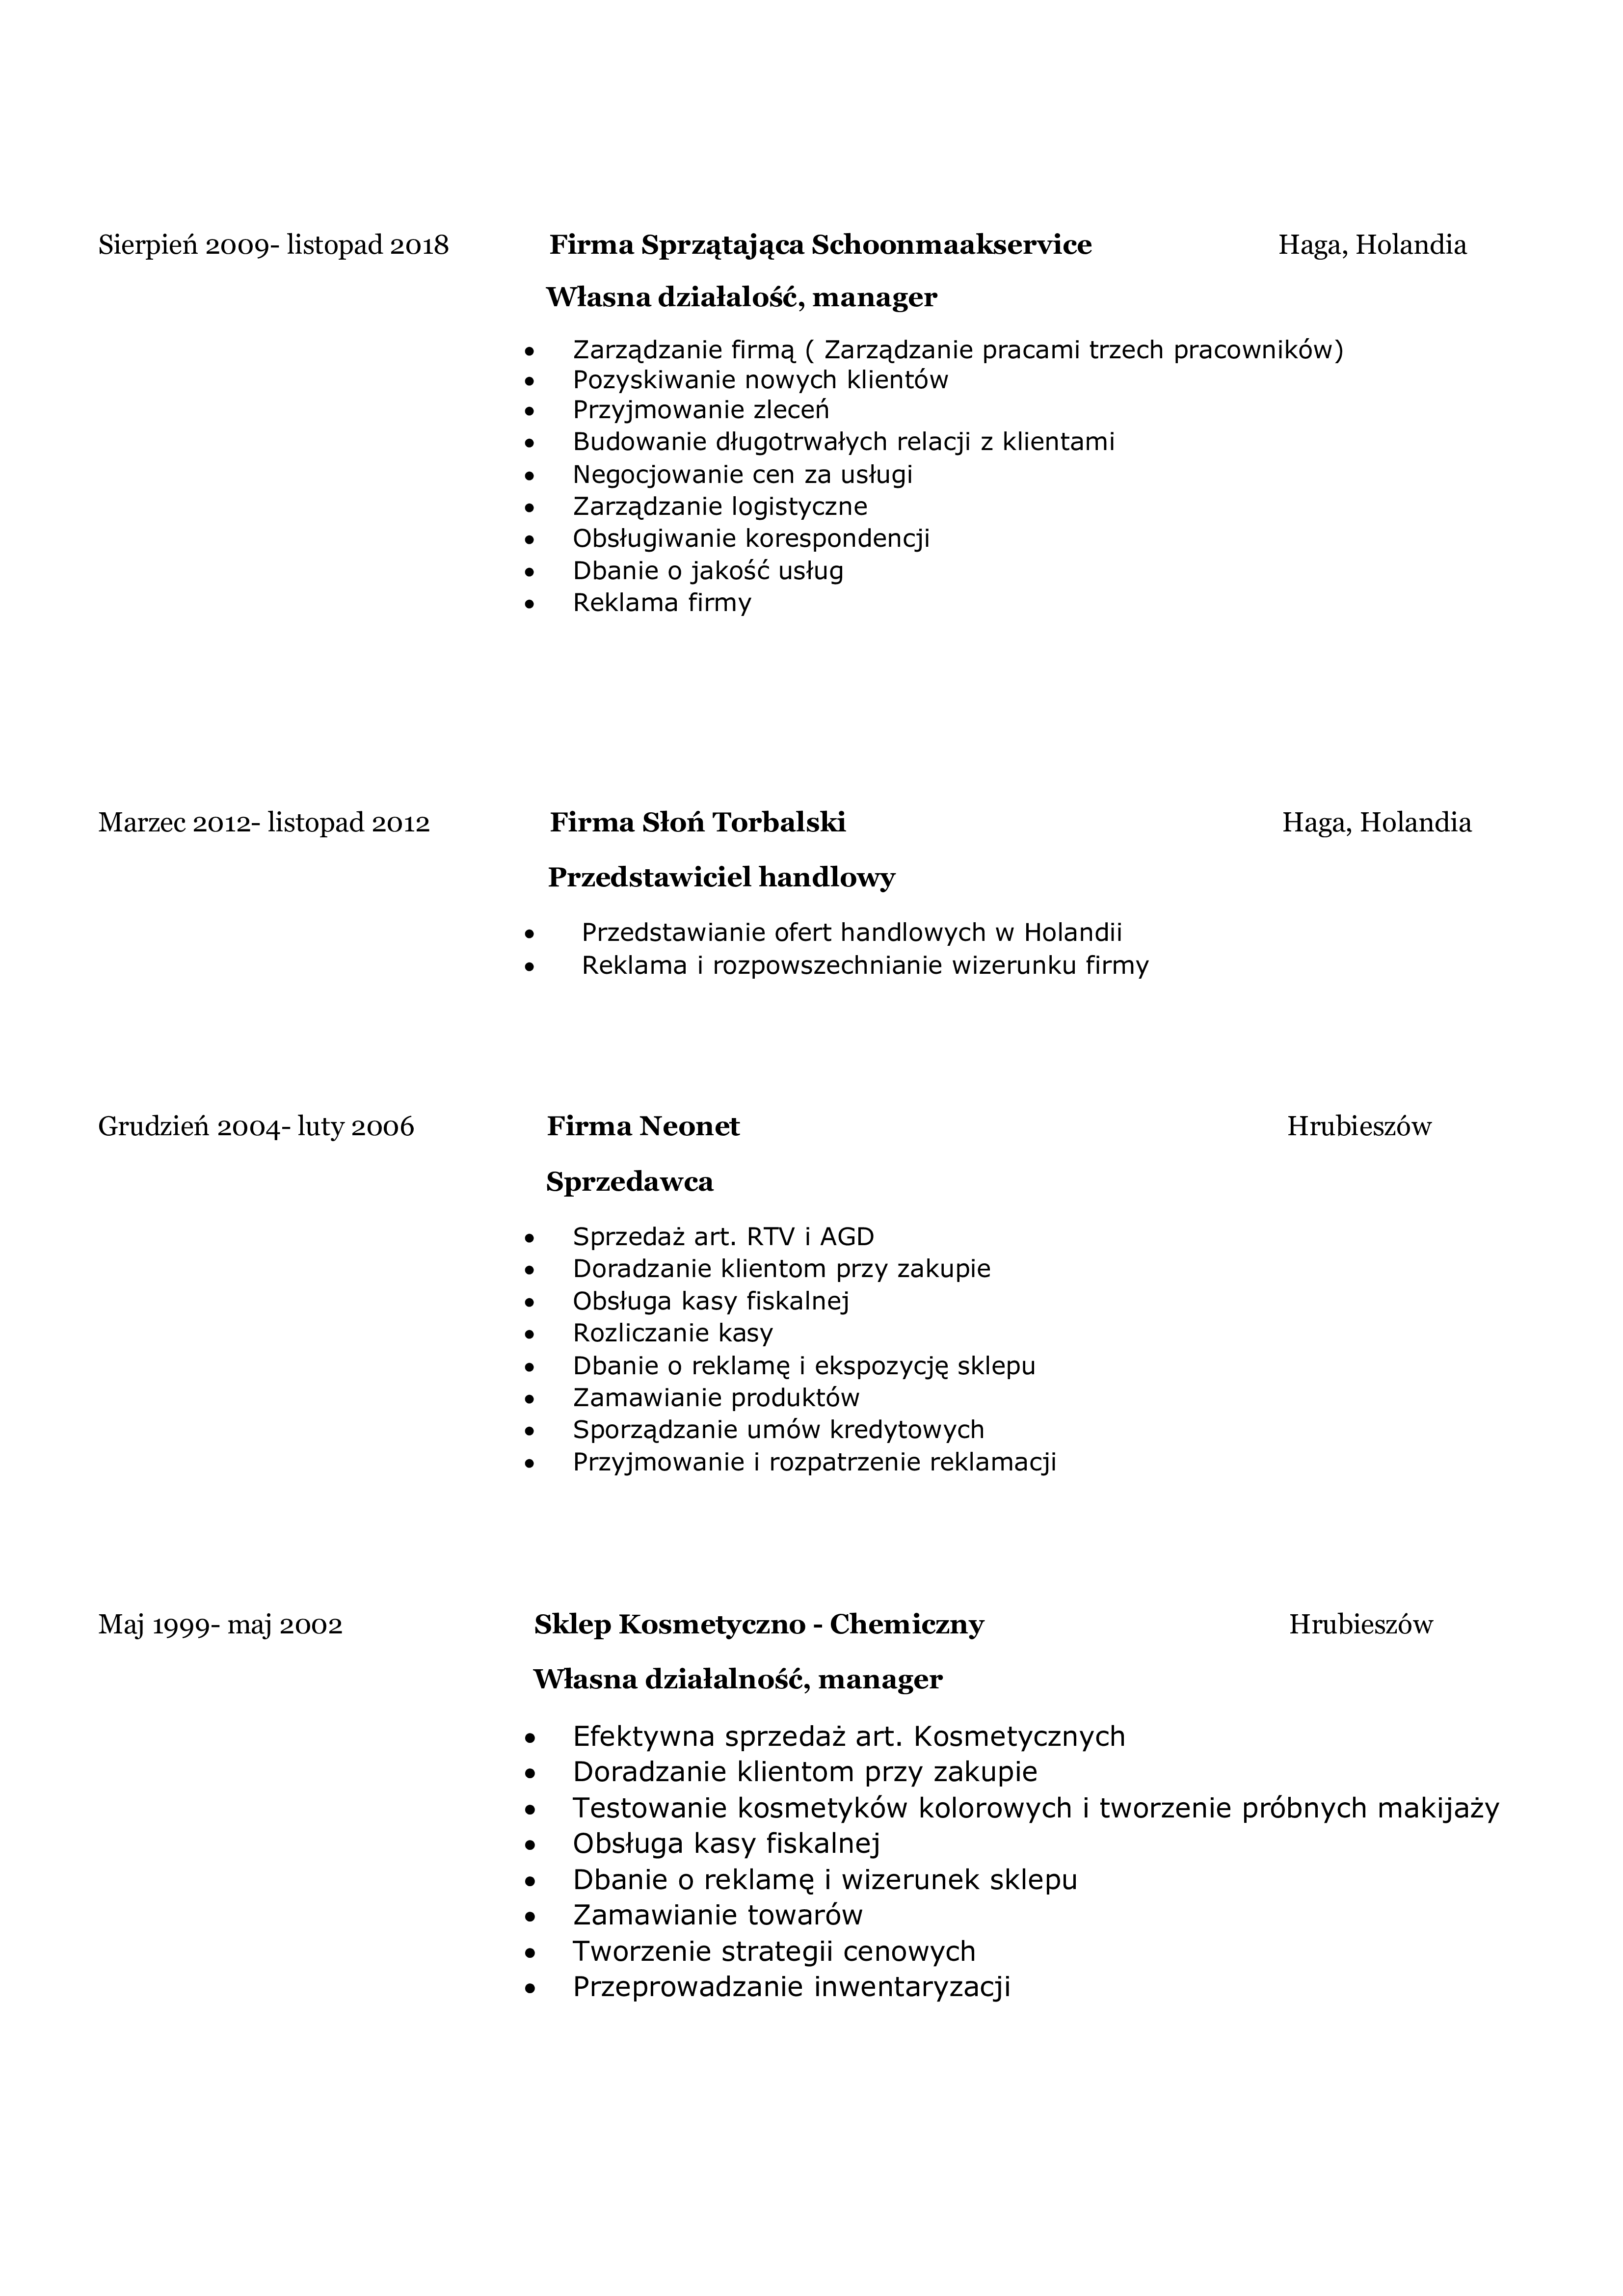 Sierpień 2009- listopad 2018 Firma Sprzątająca Schoonmaakservice Haga, Holandia
Własna działalość, manager
• Zarządzanie firmą ( Zarządzanie pracami trzech pracowników)
• Pozyskiwanie nowych klientów
• Przyjmowanie zleceń
• Budowanie długotrwałych relacji z klientami
• Negocjowanie cen za usługi
• Zarządzanie logistyczne
• Obsługiwanie korespondencji
• Dbanie o jakość usług
• Reklama firmy
Marzec 2012- listopad 2012 Firma Słoń Torbalski Haga, Holandia
Przedstawiciel handlowy
• Przedstawianie ofert handlowych w Holandii
• Reklama i rozpowszechnianie wizerunku firmy
Grudzień 2004- luty 2006 Firma Neonet Hrubieszów
Sprzedawca
• Sprzedaż art. RTV i AGD
• Doradzanie klientom przy zakupie
• Obsługa kasy fiskalnej
• Rozliczanie kasy
• Dbanie o reklamę i ekspozycję sklepu
• Zamawianie produktów
• Sporządzanie umów kredytowych
• Przyjmowanie i rozpatrzenie reklamacji
Maj 1999- maj 2002 Sklep Kosmetyczno - Chemiczny Hrubieszów
Własna działalność, manager
• Efektywna sprzedaż art. Kosmetycznych
• Doradzanie klientom przy zakupie
• Testowanie kosmetyków kolorowych i tworzenie próbnych makijaży
• Obsługa kasy fiskalnej
• Dbanie o reklamę i wizerunek sklepu
• Zamawianie towarów
• Tworzenie strategii cenowych
• Przeprowadzanie inwentaryzacji